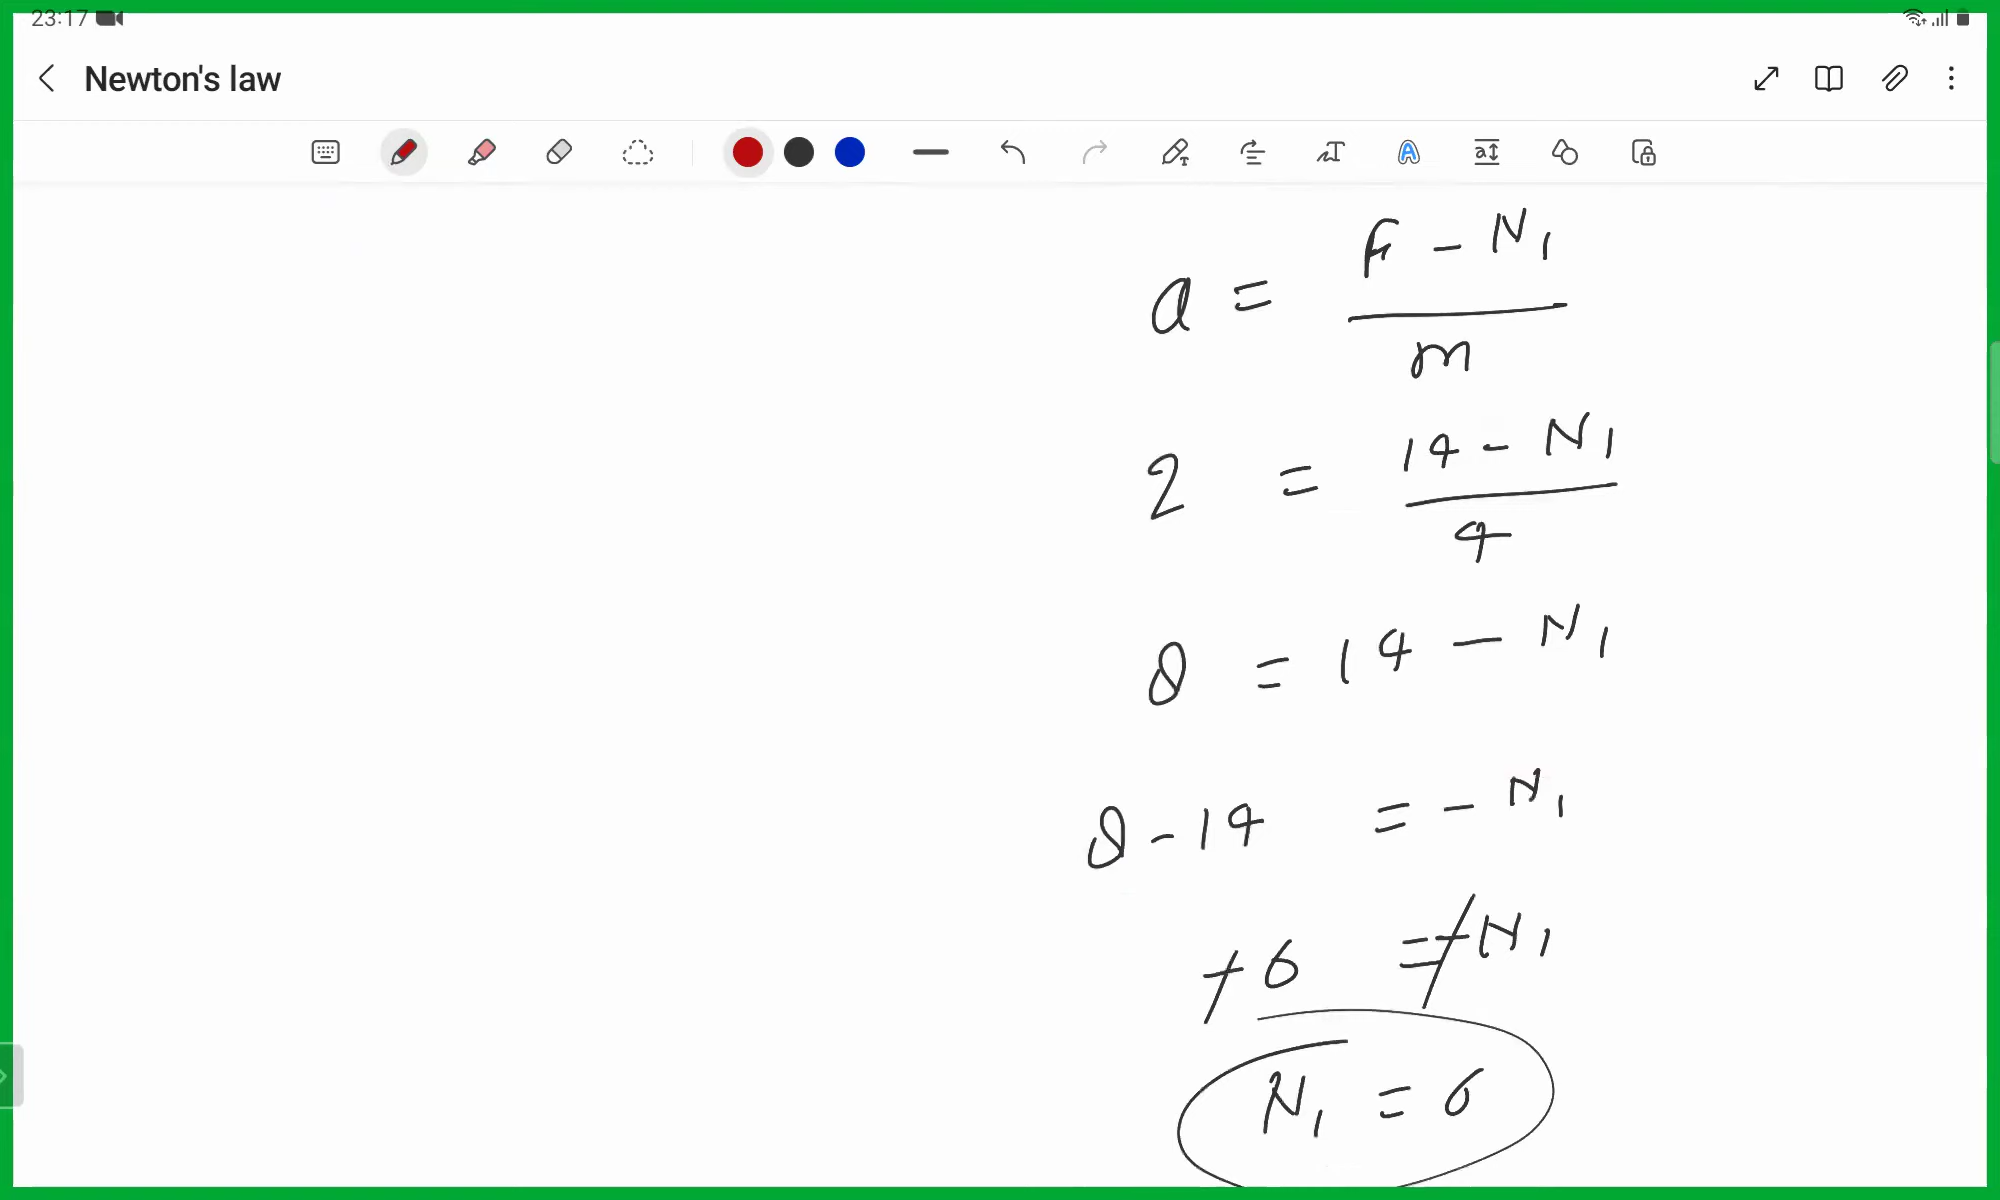 23:17
Newton's law
a = F - N₁ / m
2 = 14 - N₁ / 4
8 = 14 - N₁
8 - 14 = - N₁
- 6 = - N₁
N₁ = 6